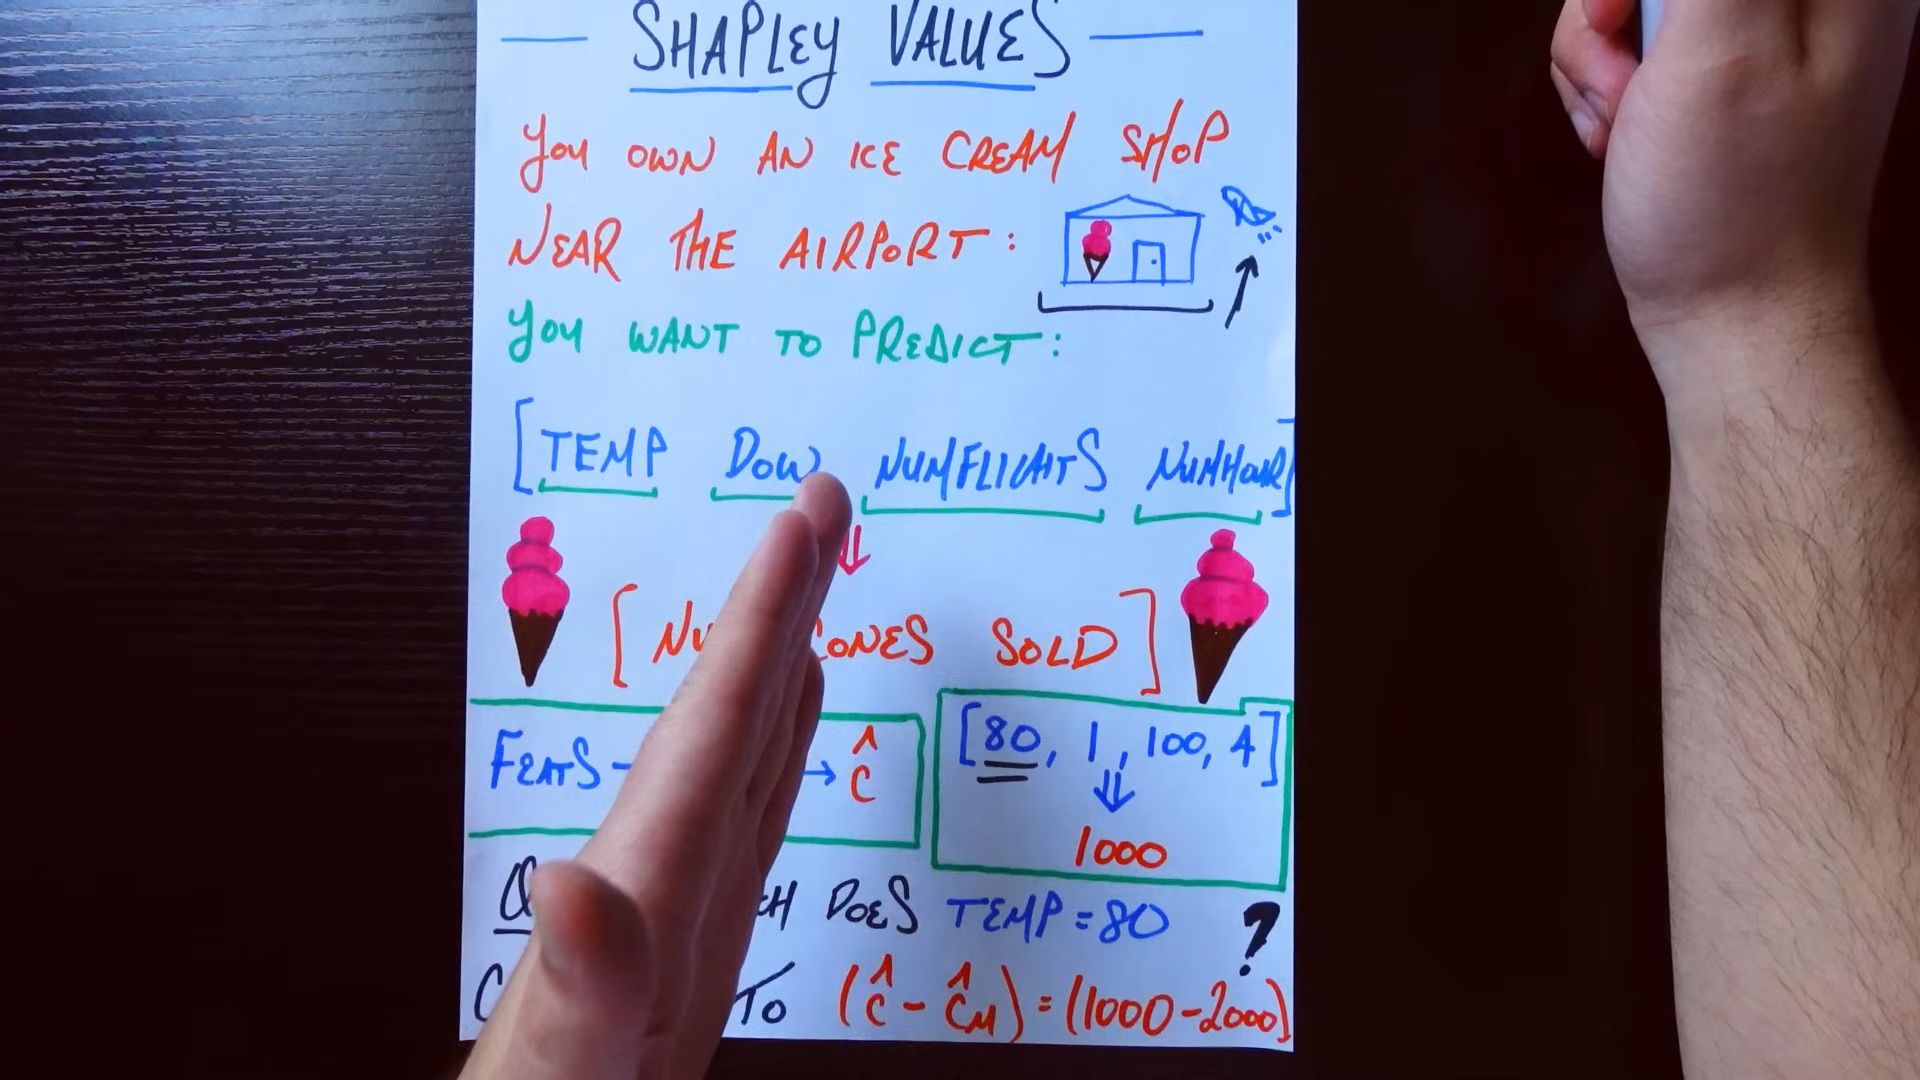 SHAPLEY VALUES
YOU OWN AN ICE CREAM SHOP
NEAR THE AIRPORT:
YOU WANT TO PREDICT:
[TEMP DOW NUMFLIGHTS NUMHOUR]
[ CONES SOLD]
FEATS → Ĉ
[80, 1, 100, 4]
1000
DOES TEMP=80 ?
TO (Ĉ - ĈM) = (1000-2000)